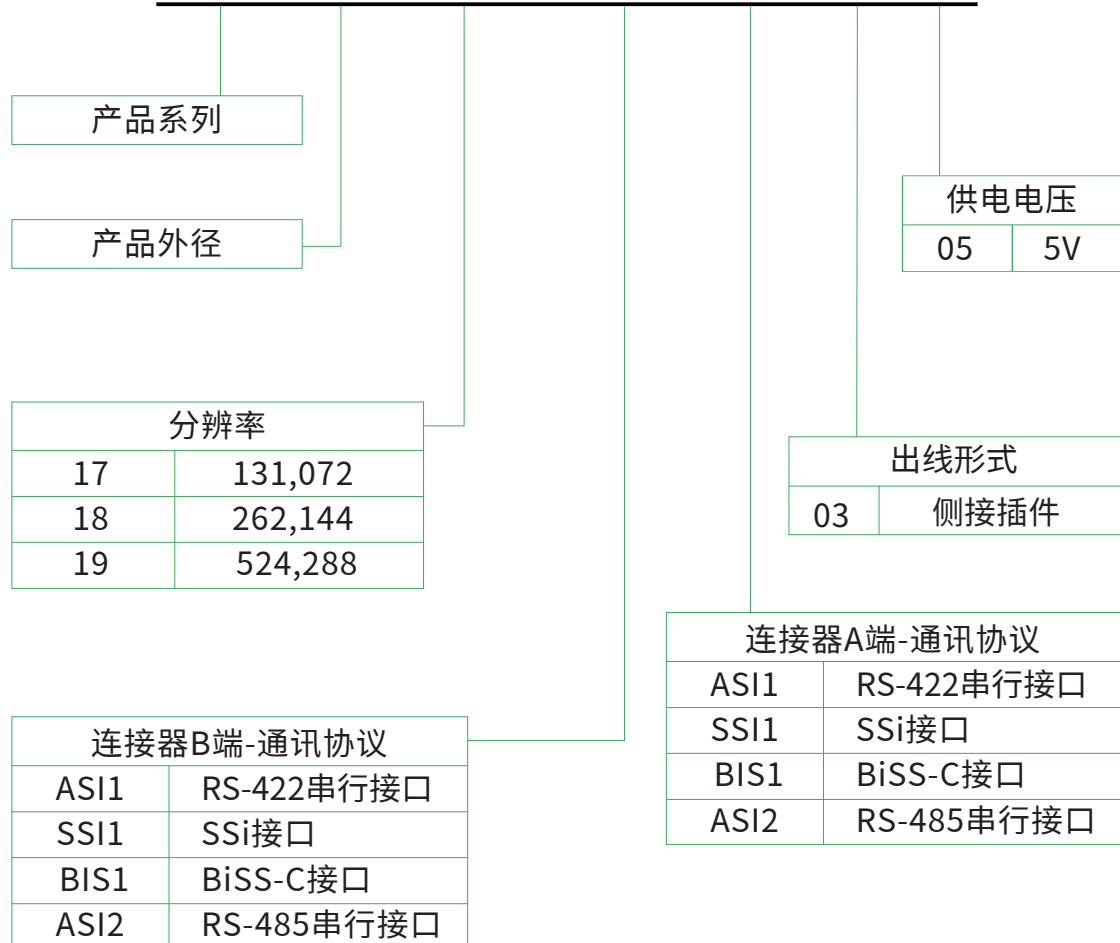 产品系列
产品外径
供电电压
05 5V
分辨率
17 131,072
18 262,144
19 524,288
出线形式
03 侧接插件
连接器A端-通讯协议
ASI1 RS-422串行接口
SSI1 SSi接口
BIS1 BiSS-C接口
ASI2 RS-485串行接口
连接器B端-通讯协议
ASI1 RS-422串行接口
SSI1 SSi接口
BIS1 BiSS-C接口
ASI2 RS-485串行接口